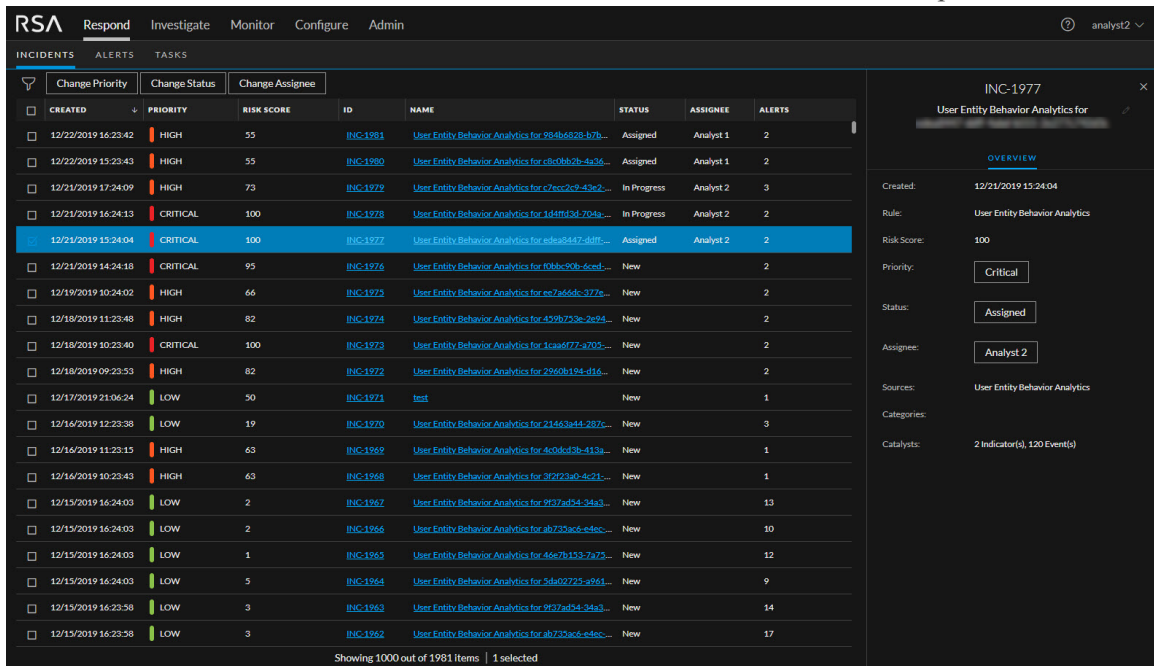 RSA Respond Investigate Monitor Configure Admin ? analyst2
INCIDENTS ALERTS TASKS
Change Priority Change Status Change Assignee
CREATED ↓ PRIORITY RISK SCORE ID NAME STATUS ASSIGNEE ALERTS
12/22/2019 16:23:42 HIGH 55 INC-1981 User Entity Behavior Analytics for 984b6828-b7b... Assigned Analyst 1 2
12/22/2019 15:23:43 HIGH 55 INC-1980 User Entity Behavior Analytics for c8c0bb2b-4a36... Assigned Analyst 1 2
12/21/2019 17:24:09 HIGH 73 INC-1979 User Entity Behavior Analytics for c7ecc2c9-43e2-... In Progress Analyst 2 3
12/21/2019 16:24:13 CRITICAL 100 INC-1978 User Entity Behavior Analytics for 1d4ffd3d-704a-... In Progress Analyst 2 2
12/21/2019 15:24:04 CRITICAL 100 INC-1977 User Entity Behavior Analytics for edea8447-ddff-... Assigned Analyst 2 2
12/21/2019 14:24:18 CRITICAL 95 INC-1976 User Entity Behavior Analytics for f0bbc90b-6ced-... New 2
12/19/2019 10:24:02 HIGH 66 INC-1975 User Entity Behavior Analytics for ee7a66dc-377e... New 2
12/18/2019 11:23:48 HIGH 82 INC-1974 User Entity Behavior Analytics for 459b753e-2e94... New 2
12/18/2019 10:23:40 CRITICAL 100 INC-1973 User Entity Behavior Analytics for 1caa6f77-a705-... New 2
12/18/2019 09:23:53 HIGH 82 INC-1972 User Entity Behavior Analytics for 2960b194-d16... New 2
12/17/2019 21:06:24 LOW 50 INC-1971 test New 1
12/16/2019 12:23:38 LOW 19 INC-1970 User Entity Behavior Analytics for 21463a44-287c... New 3
12/16/2019 11:23:15 HIGH 63 INC-1969 User Entity Behavior Analytics for 4c0dcd3b-413a... New 1
12/16/2019 10:23:43 HIGH 63 INC-1968 User Entity Behavior Analytics for 3f2f23a0-4c21-... New 1
12/15/2019 16:24:03 LOW 2 INC-1967 User Entity Behavior Analytics for 9f37ad54-34a3... New 13
12/15/2019 16:24:03 LOW 2 INC-1966 User Entity Behavior Analytics for ab735ac6-e4ec-... New 10
12/15/2019 16:24:03 LOW 1 INC-1965 User Entity Behavior Analytics for 46e7b153-7a75... New 12
12/15/2019 16:24:03 LOW 5 INC-1964 User Entity Behavior Analytics for 5da02725-a961... New 9
12/15/2019 16:23:58 LOW 3 INC-1963 User Entity Behavior Analytics for 9f37ad54-34a3... New 14
12/15/2019 16:23:58 LOW 3 INC-1962 User Entity Behavior Analytics for ab735ac6-e4ec-... New 17
Showing 1000 out of 1981 items | 1 selected
INC-1977
User Entity Behavior Analytics for
OVERVIEW
Created: 12/21/2019 15:24:04
Rule: User Entity Behavior Analytics
Risk Score: 100
Priority: Critical
Status: Assigned
Assignee: Analyst 2
Sources: User Entity Behavior Analytics
Categories:
Catalysts: 2 Indicator(s), 120 Event(s)